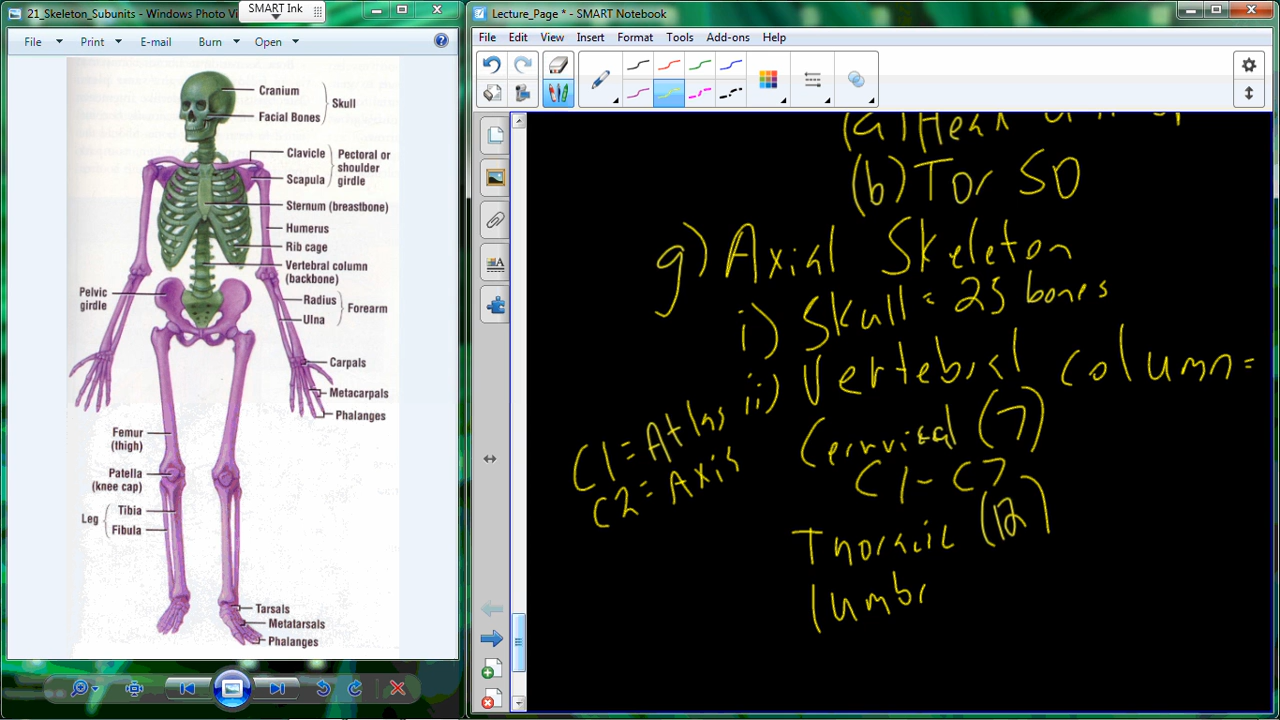 21_Skeleton_Subunits - Windows Photo Vi
SMART Ink
File Print E-mail Burn Open
Cranium
Facial Bones
Skull
Clavicle
Scapula
Pectoral or
shoulder
girdle
Sternum (breastbone)
Humerus
Rib cage
Vertebral column
(backbone)
Pelvic
girdle
Radius
Ulna
Forearm
Carpals
Metacarpals
Phalanges
Femur
(thigh)
Patella
(knee cap)
Leg
Tibia
Fibula
Tarsals
Metatarsals
Phalanges
Lecture_Page * - SMART Notebook
File Edit View Insert Format Tools Add-ons Help
(b) Torso
g) Axial Skeleton
i) Skull = 25 bones
ii) Vertebral column=
C1 = Atlas
C2 = Axis
Cervical (7)
C1 - C7
Thoracic (12)
lumbr